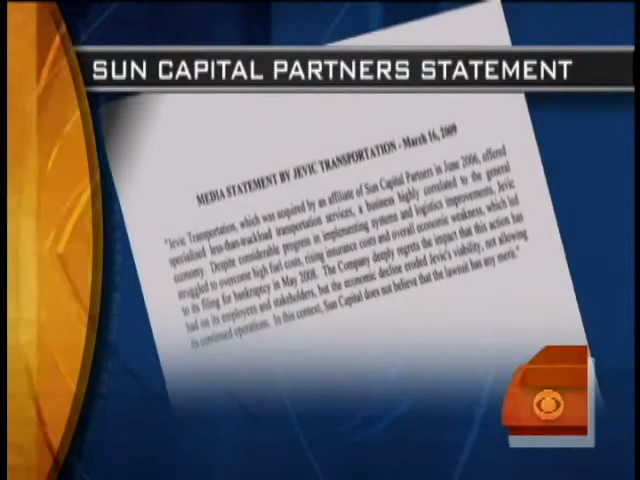 SUN CAPITAL PARTNERS STATEMENT
MEDIA STATEMENT BY JEVIC TRANSPORTATION - March 16, 2009
"Jevic Transportation, which was acquired by an affiliate of Sun Capital Partners in June 2006, offered
specialized less-than-truckload transportation services, a business highly correlated to the general
economy. Despite considerable progress in implementing systems and logistics improvements, Jevic
struggled to overcome high fuel costs, rising insurance costs and overall economic weakness, which led
to its filing for bankruptcy in May 2008. The Company deeply regrets the impact that this action has
had on its employees and stakeholders, but the economic decline eroded Jevic's viability, not allowing
its continued operations. In this context, Sun Capital does not believe that the lawsuit has any merit."